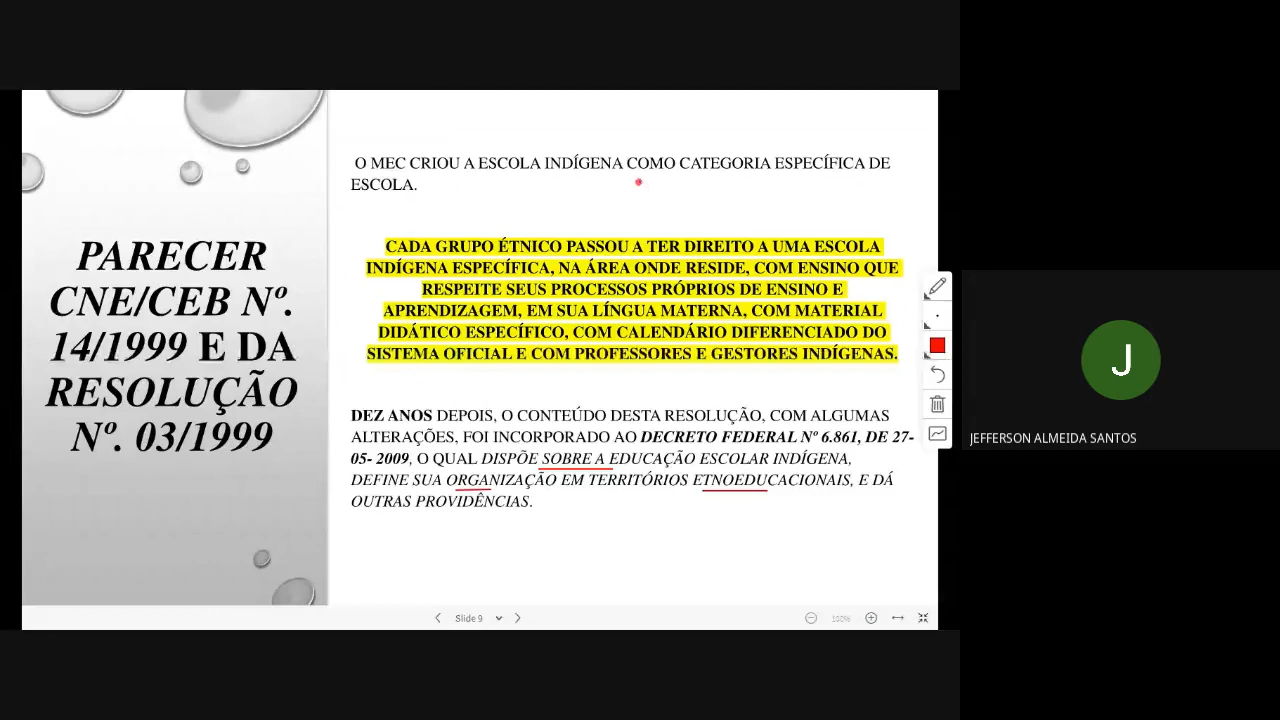 PARECER
CNE/CEB Nº.
14/1999 E DA
RESOLUÇÃO
Nº. 03/1999
O MEC CRIOU A ESCOLA INDÍGENA COMO CATEGORIA ESPECÍFICA DE
ESCOLA.
CADA GRUPO ÉTNICO PASSOU A TER DIREITO A UMA ESCOLA
INDÍGENA ESPECÍFICA, NA ÁREA ONDE RESIDE, COM ENSINO QUE
RESPEITE SEUS PROCESSOS PRÓPRIOS DE ENSINO E
APRENDIZAGEM, EM SUA LÍNGUA MATERNA, COM MATERIAL
DIDÁTICO ESPECÍFICO, COM CALENDÁRIO DIFERENCIADO DO
SISTEMA OFICIAL E COM PROFESSORES E GESTORES INDÍGENAS.
DEZ ANOS DEPOIS, O CONTEÚDO DESTA RESOLUÇÃO, COM ALGUMAS
ALTERAÇÕES, FOI INCORPORADO AO DECRETO FEDERAL Nº 6.861, DE 27-
05- 2009, O QUAL DISPÕE SOBRE A EDUCAÇÃO ESCOLAR INDÍGENA,
DEFINE SUA ORGANIZAÇÃO EM TERRITÓRIOS ETNOEDUCACIONAIS, E DÁ
OUTRAS PROVIDÊNCIAS.
Slide 9
100%
J
JEFFERSON ALMEIDA SANTOS